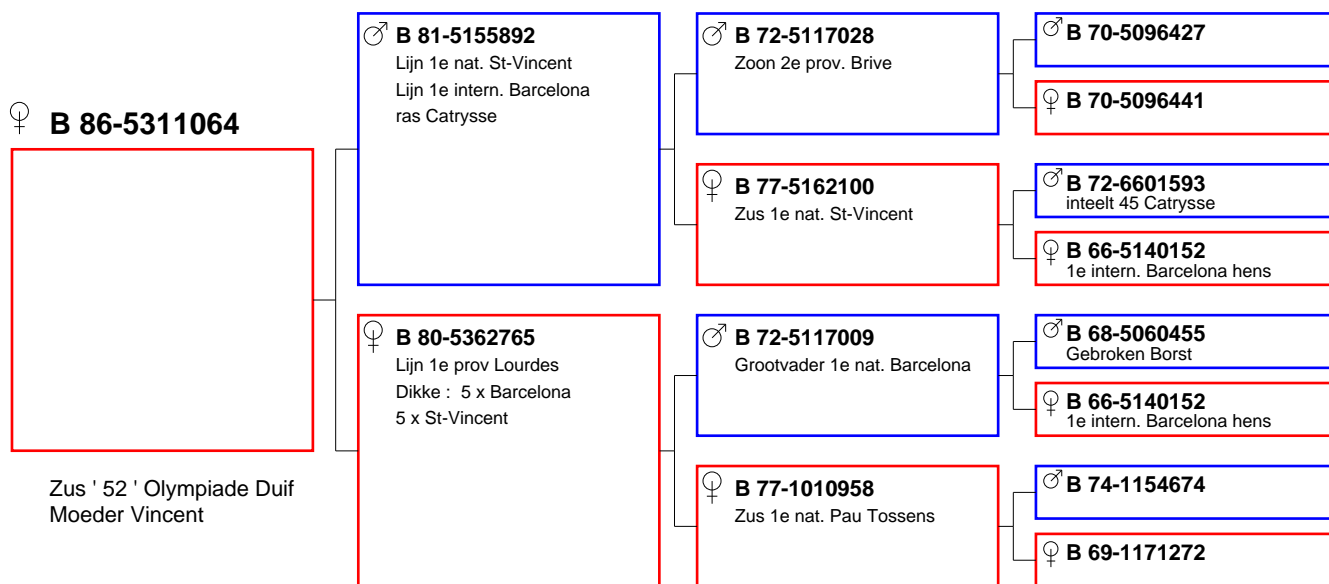 B 86-5311064
Zus ' 52 ' Olympiade Duif
Moeder Vincent
B 81-5155892
Lijn 1e nat. St-Vincent
Lijn 1e intern. Barcelona
ras Catrysse
B 80-5362765
Lijn 1e prov Lourdes
Dikke : 5 x Barcelona
5 x St-Vincent
B 72-5117028
Zoon 2e prov. Brive
B 77-5162100
Zus 1e nat. St-Vincent
B 72-5117009
Grootvader 1e nat. Barcelona
B 77-1010958
Zus 1e nat. Pau Tossens
B 70-5096427
B 70-5096441
B 72-6601593
inteelt 45 Catrysse
B 66-5140152
1e intern. Barcelona hens
B 68-5060455
Gebroken Borst
B 66-5140152
1e intern. Barcelona hens
B 74-1154674
B 69-1171272